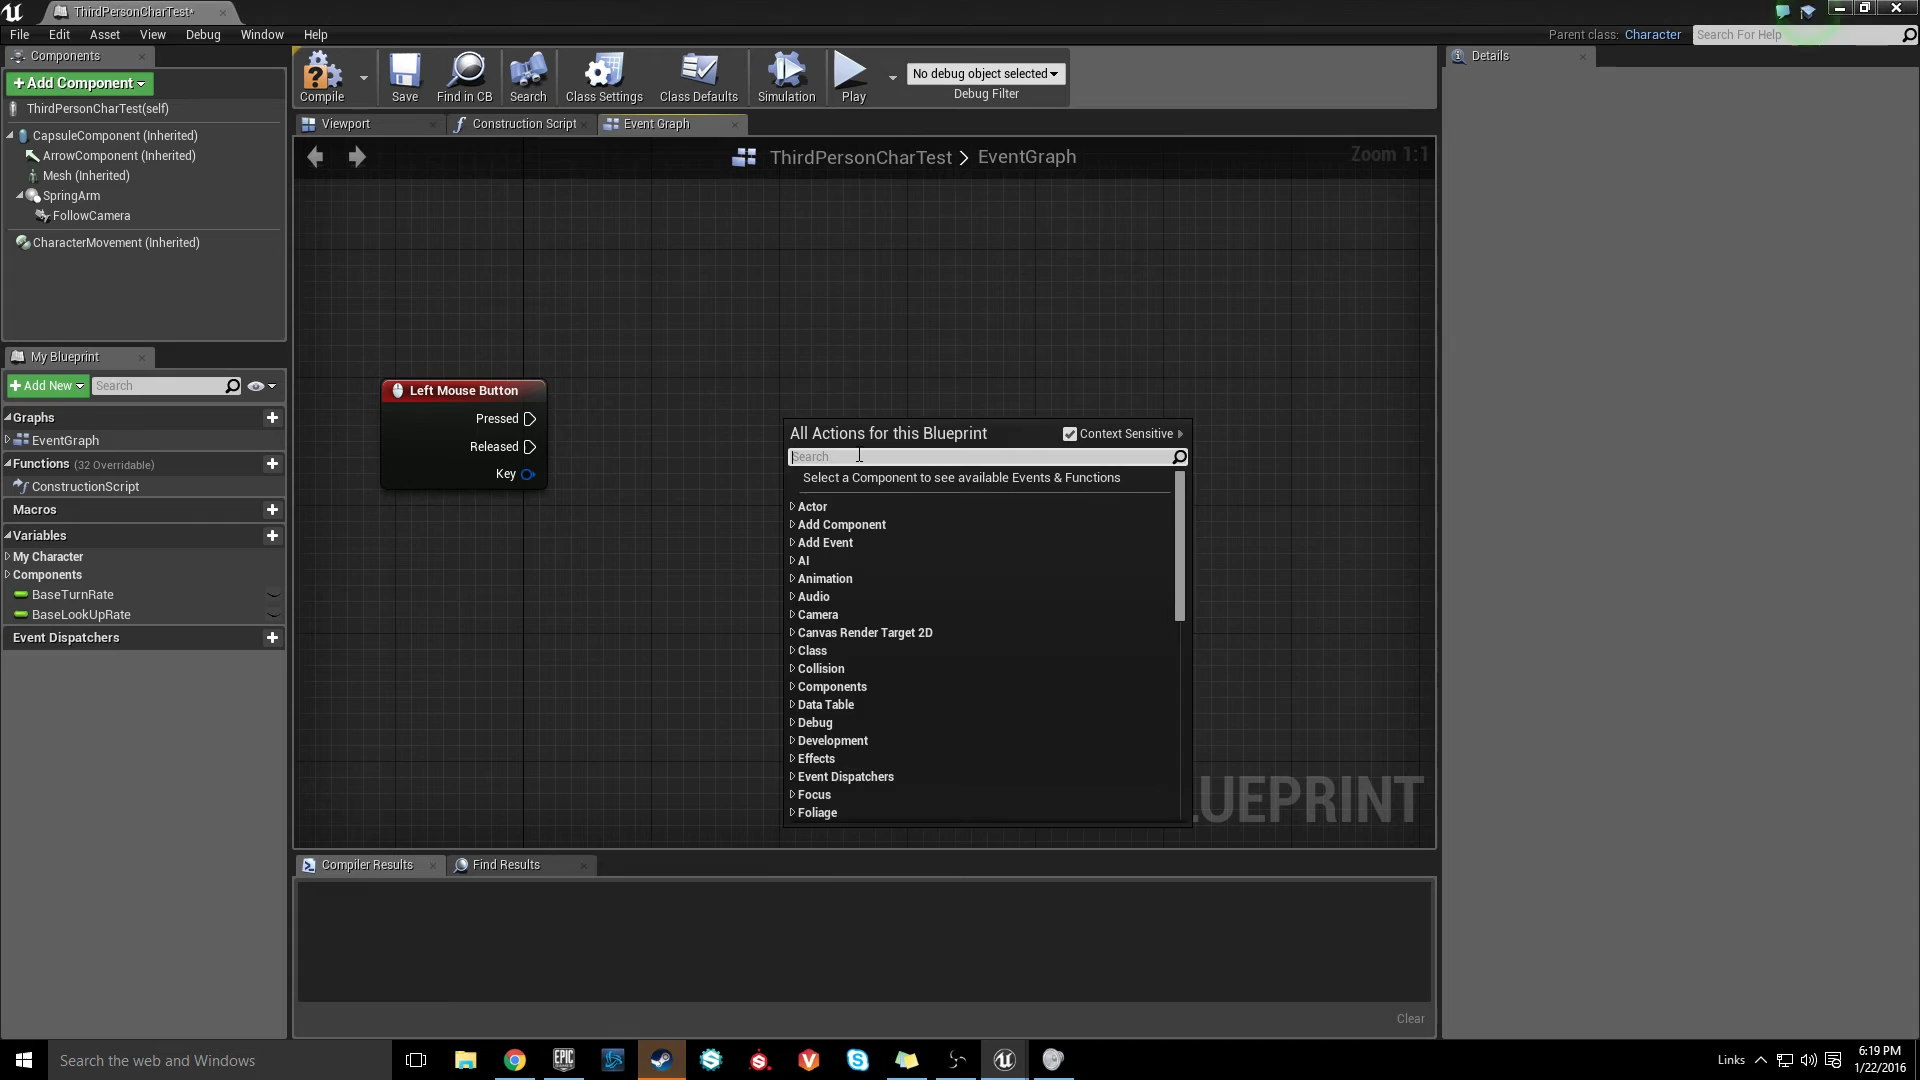 ThirdPersonCharTest*
File Edit Asset View Debug Window Help
Parent class: Character
Search For Help
Components
+Add Component
ThirdPersonCharTest(self)
CapsuleComponent (Inherited)
ArrowComponent (Inherited)
Mesh (Inherited)
SpringArm
FollowCamera
CharacterMovement (Inherited)
My Blueprint
+Add New
Search
Graphs
EventGraph
Functions (32 Overridable)
ConstructionScript
Macros
Variables
My Character
Components
BaseTurnRate
BaseLookUpRate
Event Dispatchers
Compile Save Find in CB Search Class Settings Class Defaults Simulation Play
No debug object selected
Debug Filter
Viewport Construction Script Event Graph
ThirdPersonCharTest > EventGraph
Zoom 1:1
Left Mouse Button
Pressed
Released
Key
All Actions for this Blueprint
Context Sensitive
Search
Select a Component to see available Events & Functions
Actor
Add Component
Add Event
AI
Animation
Audio
Camera
Canvas Render Target 2D
Class
Collision
Components
Data Table
Debug
Development
Effects
Event Dispatchers
Focus
Foliage
LUEPRINT
Compiler Results Find Results
Clear
Details
Search the web and Windows
EPIC
GAMES
Links
6:19 PM
1/22/2016